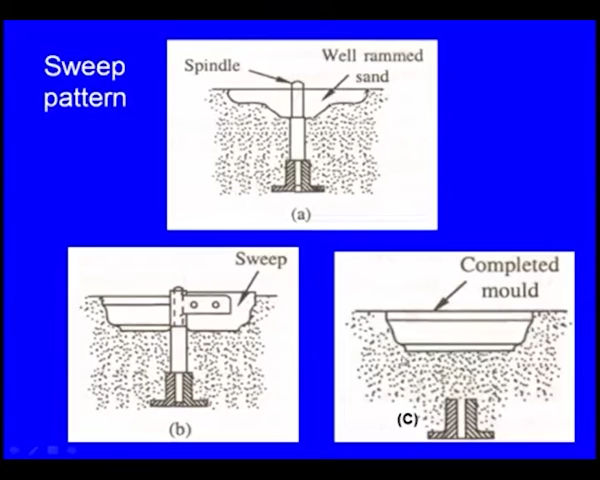 Sweep
pattern
Spindle
Well rammed
sand
(a)
Sweep
(b)
Completed
mould
(C)